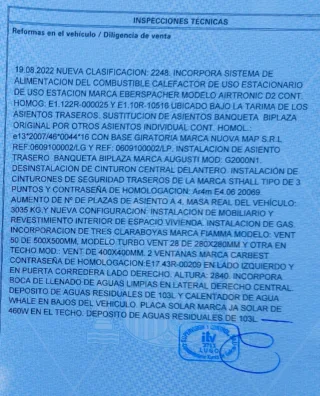 INSPECCIONES TÉCNICAS
Reformas en el vehículo / Diligencia de venta
19.08.2022 NUEVA CLASIFICACION: 2248. INCORPORA SISTEMA DE
ALIMENTACION DEL COMBUSTIBLE CALEFACTOR DE USO ESTACIONARIO
DE USO ESTACION MARCA EBERSPACHER MODELO AIRTRONIC D2 CONT.
HOMOG: E1.122R-000025 Y E1.10R-10516 UBICADO BAJO LA TARIMA DE LOS
ASIENTOS TRASEROS. SUSTITUCION DE ASIENTOS BANQUETA BIPLAZA
ORIGINAL POR OTROS ASIENTOS INDIVIDUAL CONT. HOMOL.:
e13*2007/46*0044*16 CON BASE GIRATORIA MARCA NUOVA MAP S.R.L
REF:0609100002/LG Y REF: 0609100002/LP. INSTALACION DE ASIENTO
TRASERO BANQUETA BIPLAZA MARCA AUGUSTI MOD: G2000N1.
DESINSTALACION DE CINTURON CENTRAL DELANTERO. INSTALACIÓN DE
CINTURONES DE SEGURIDAD TRASEROS DE LA MARCA STHALL TIPO DE 3
PUNTOS Y CONTRASEÑA DE HOMOLOGACION: Ar4m E4.06 20069.
AUMENTO DE Nº DE PLAZAS DE ASIENTO A 4. MASA REAL DEL VEHÍCULO:
3035 KG.Y NUEVA CONFIGURACION. INSTALACION DE MOBILIARIO Y
REVESTIMIENTO INTERIOR DE ESPACIO VIVIENDA. INSTALACION DE GAS.
INCORPORACION DE TRES CLARABOYAS MARCA FIAMMA MODELO: VENT
50 DE 500X500MM, MODELO TURBO VENT 28 DE 280X280MM Y OTRA EN
TECHO MOD.: VENT DE 400X400MM. 2 VENTANAS MARCA CARBEST
CONTRASEÑA DE HOMOLOGACION E17 43R-00209 EN LADO IZQUIERDO Y
EN PUERTA CORREDERA LADO DERECHO. ALTURA: 2840. INCORPORA
BOCA DE LLENADO DE AGUAS LIMPIAS EN LATERAL DERECHO CENTRAL.
DEPOSITO DE AGUAS RESIDUALES DE 103L Y CALENTADOR DE AGUA
WHALE EN BAJOS DEL VEHICULO. PLACA SOLAR MARCA JA SOLAR DE
460W EN EL TECHO. DEPOSITO DE AGUAS RESIDUALES DE 103L
itv
2713
LUGO